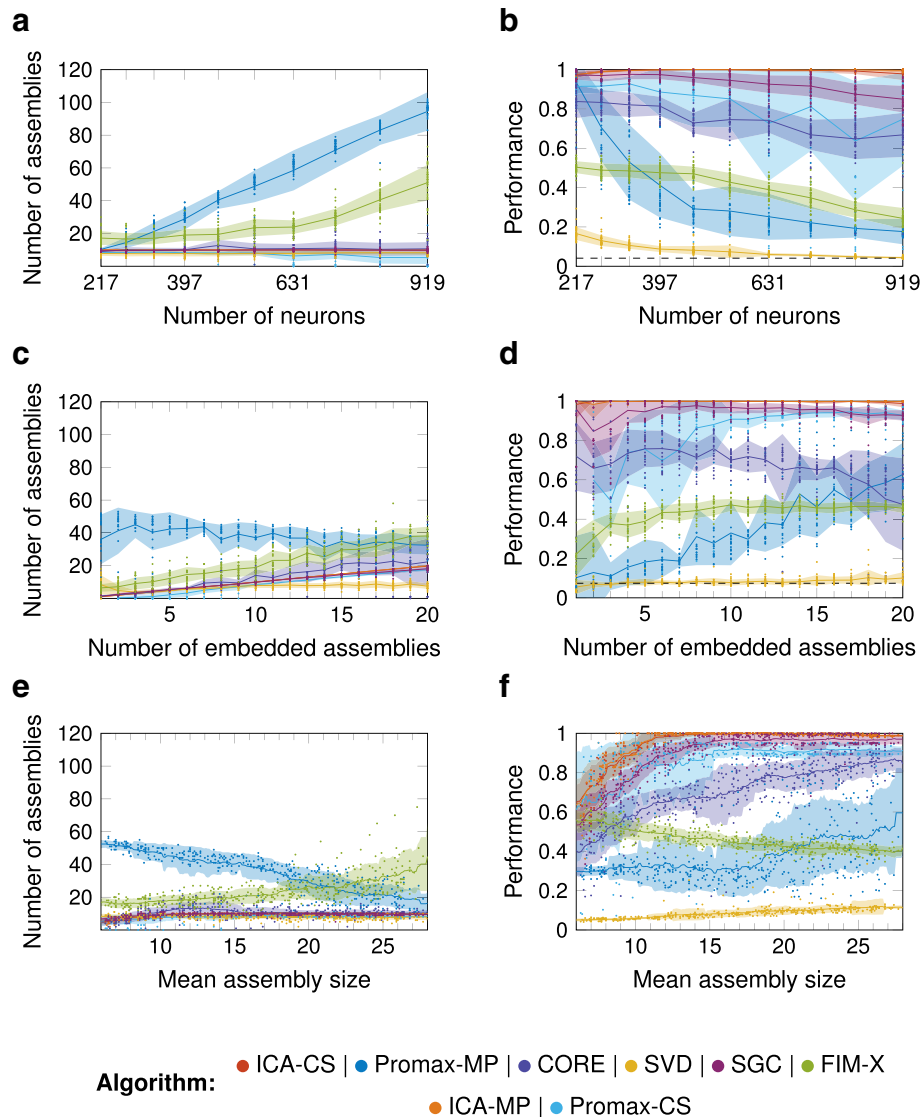 a
Number of assemblies
120
100
80
60
40
20
217
397
631
919
Number of neurons
b
Performance
1
0.8
0.6
0.4
0.2
0
217
397
631
919
Number of neurons
c
Number of assemblies
120
100
80
60
40
20
5
10
15
20
Number of embedded assemblies
d
Performance
1
0.8
0.6
0.4
0.2
0
5
10
15
20
Number of embedded assemblies
e
Number of assemblies
120
100
80
60
40
20
10
15
20
25
Mean assembly size
f
Performance
1
0.8
0.6
0.4
0.2
0
10
15
20
25
Mean assembly size
Algorithm:
ICA-CS | Promax-MP | CORE | SVD | SGC | FIM-X
ICA-MP | Promax-CS